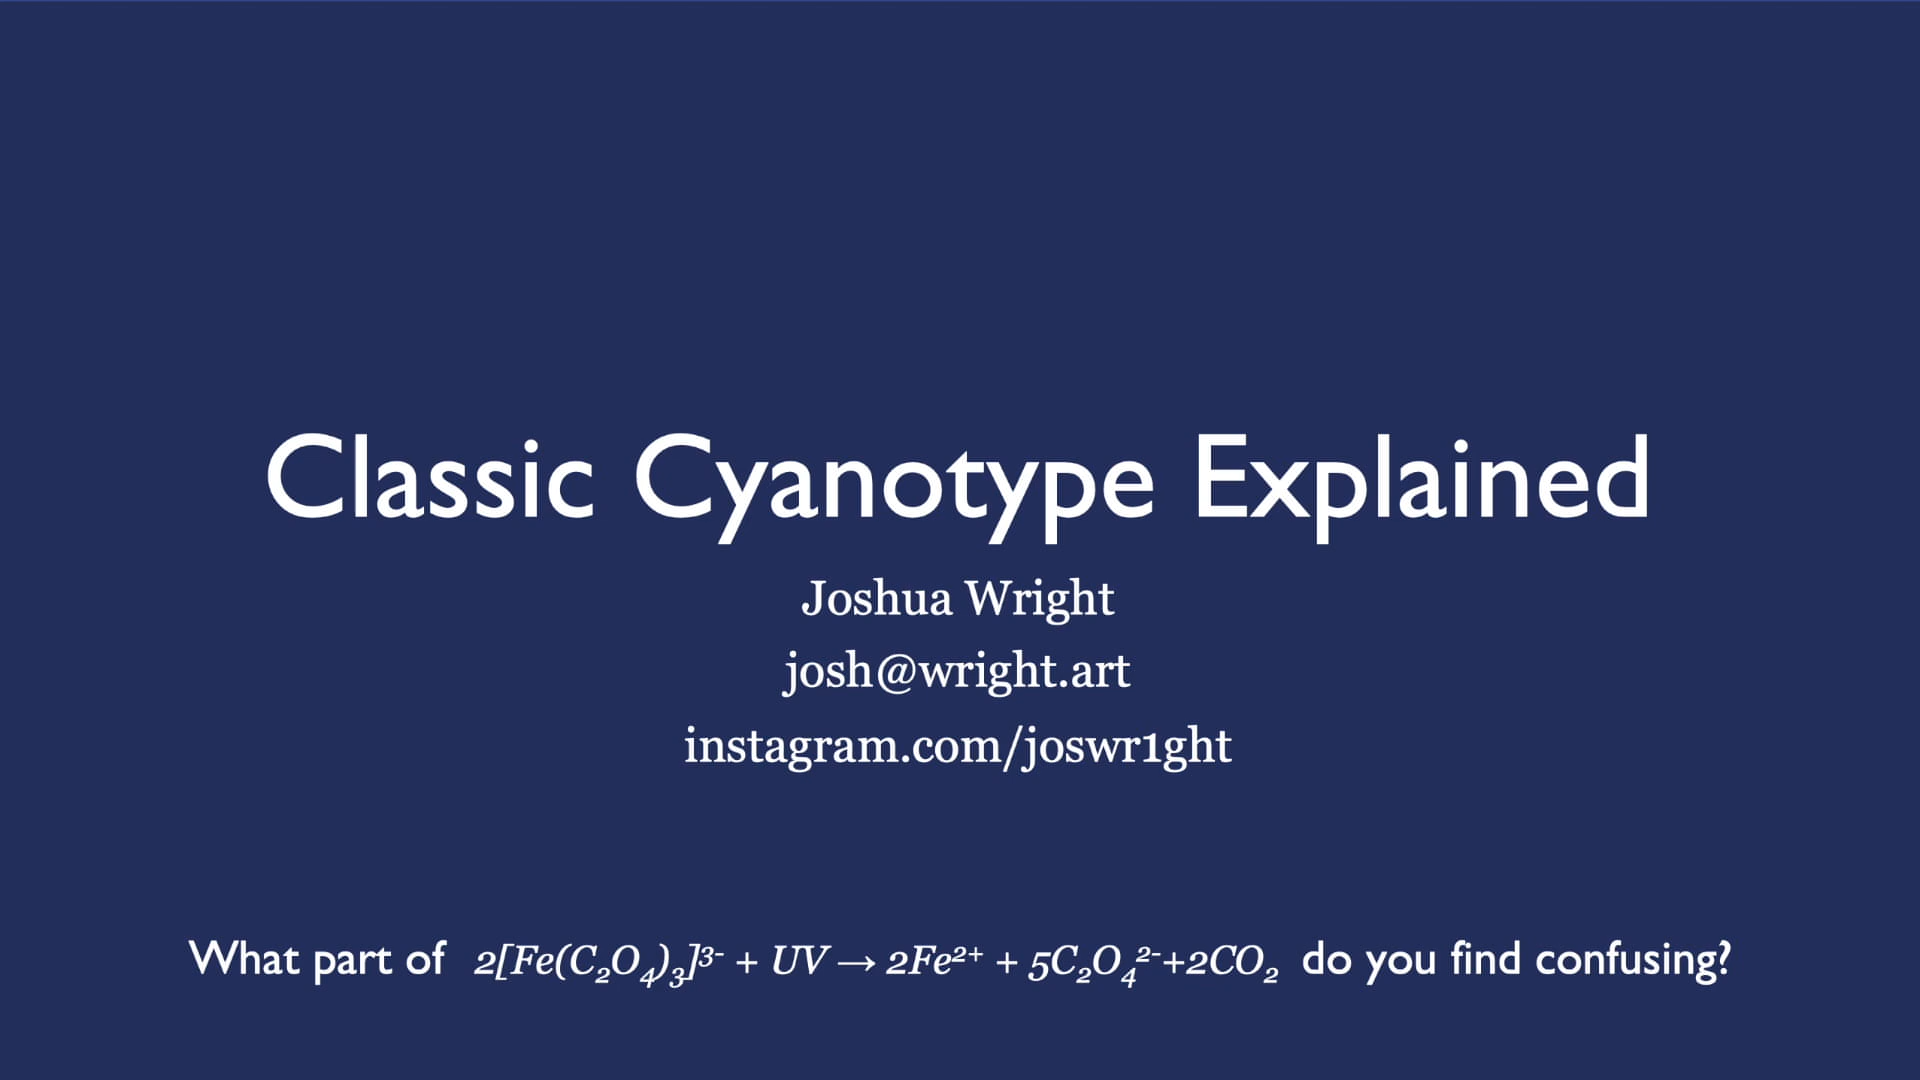 Classic Cyanotype Explained
Joshua Wright
josh@wright.art
instagram.com/joswr1ght
What part of 2[Fe(C₂O₄)₃]³⁻ + UV → 2Fe²⁺ + 5C₂O₄²⁻+2CO₂ do you find confusing?